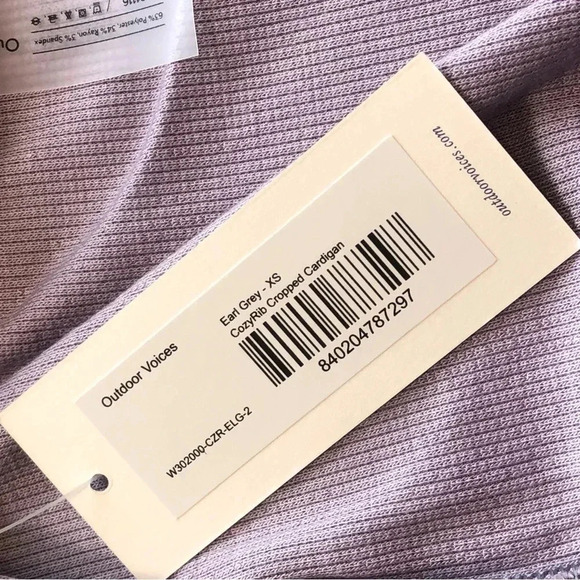 63% Polyester, 34% Rayon, 3% Spandex
outdoorvoices.com
Outdoor Voices
Earl Grey - XS
CozyRib Cropped Cardigan
840204787297
W302000-CZR-ELG-2